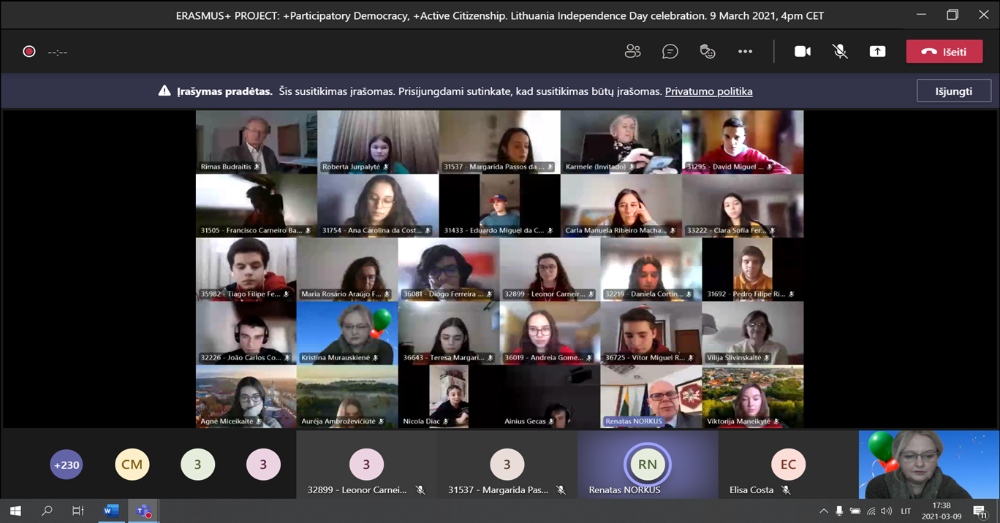 ERASMUS+ PROJECT: +Participatory Democracy, +Active Citizenship. Lithuania Independence Day celebration. 9 March 2021, 4pm CET
--:--
Išeiti
Įrašymas pradėtas. Šis susitikimas įrašomas. Prisijungdami sutinkate, kad susitikimas būtų įrašomas. Privatumo politika
Išjungti
Rimas Budraitis
Roberta Jurpalytė
31537 - Margarida Passos da ...
Karmele (Invitado)
31295 - David Miguel ...
31505 - Francisco Carneiro Ba...
31754 - Ana Carolina da Cost...
31433 - Eduardo Miguel da C...
Carla Manuela Ribeiro Macha...
33222 - Clara Sofia Fer...
35982 - Tiago Filipe Fe...
Maria Rosário Araújo F...
36081 - Diogo Ferreira ...
32899 - Leonor Carneir...
32219 - Daniela Cortin...
31692 - Pedro Filipe Ri...
32226 - João Carlos Co...
Kristina Murauskienė
36643 - Teresa Margari...
36019 - Andreia Gome...
36725 - Vítor Miguel R...
Vilija Šlivinskaitė
Agnė Miceikaitė
Aurėja Ambroževičiūtė
Nicola Diac
Ainius Gecas
Renatas NORKUS
Viktorija Maneikytė
+230
CM
3
3
3
32899 - Leonor Carnei...
3
31537 - Margarida Pas...
RN
Renatas NORKUS
EC
Elisa Costa
LIT
17:38
2021-03-09
11